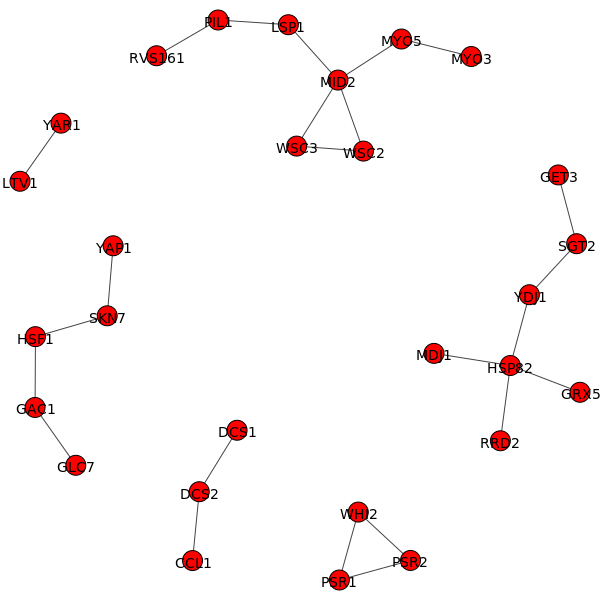 PIL1
LSP1
RVS161
MYO5
MYO3
MID2
WSC3
WSC2
YAR1
LTV1
GET3
SGT2
YAP1
YDJ1
SKN7
HSF1
MDJ1
HSP82
GRX5
GAC1
DCS1
RRD2
GLC7
DCS2
WHI2
CCL1
PSR2
PSR1